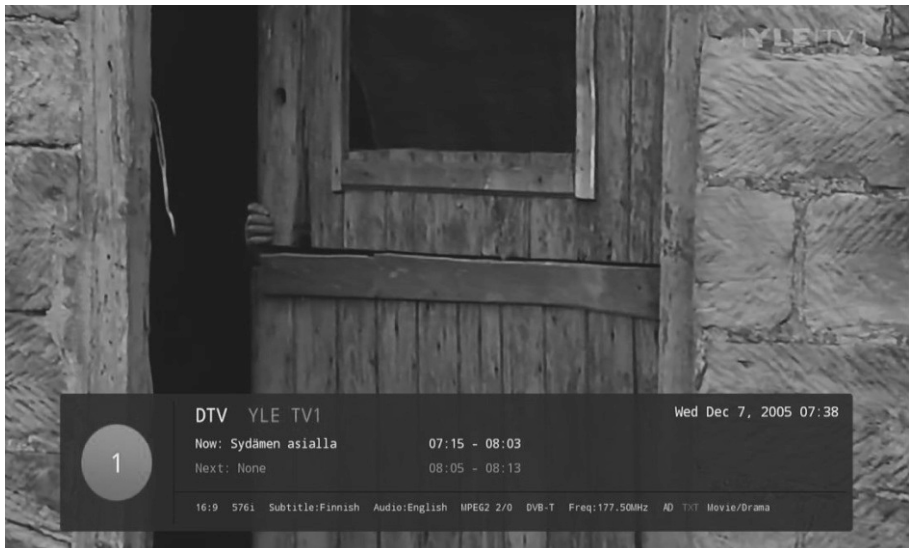 YLE TV1
DTV YLE TV1 Wed Dec 7, 2005 07:38
Now: Sydämen asialla 07:15 - 08:03
Next: None 08:05 - 08:13
1
16:9 576i Subtitle:Finnish Audio:English MPEG2 2/0 DVB-T Freq:177.50MHz AD TXT Movie/Drama